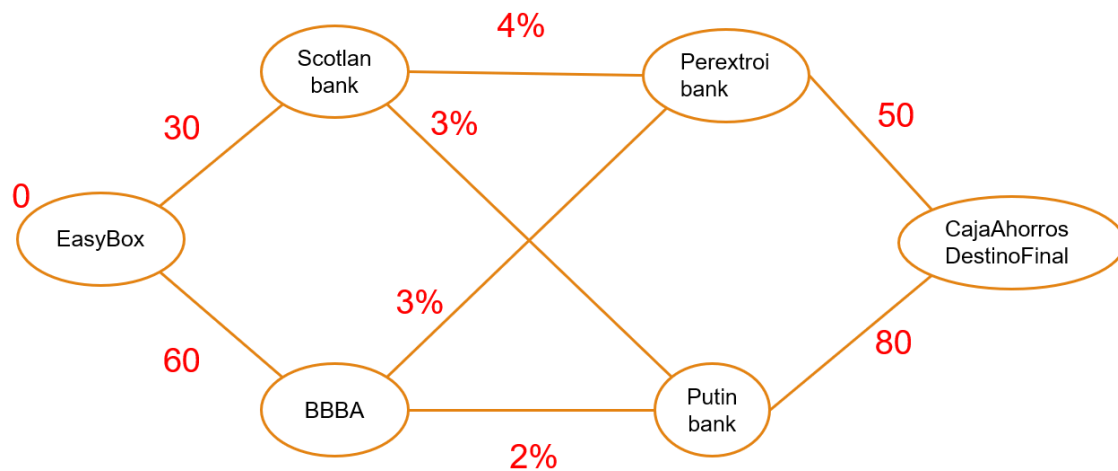 4%
Scotlan
bank
Perextroi
bank
30
3%
50
0
EasyBox
CajaAhorros
DestinoFinal
3%
60
80
BBBA
Putin
bank
2%